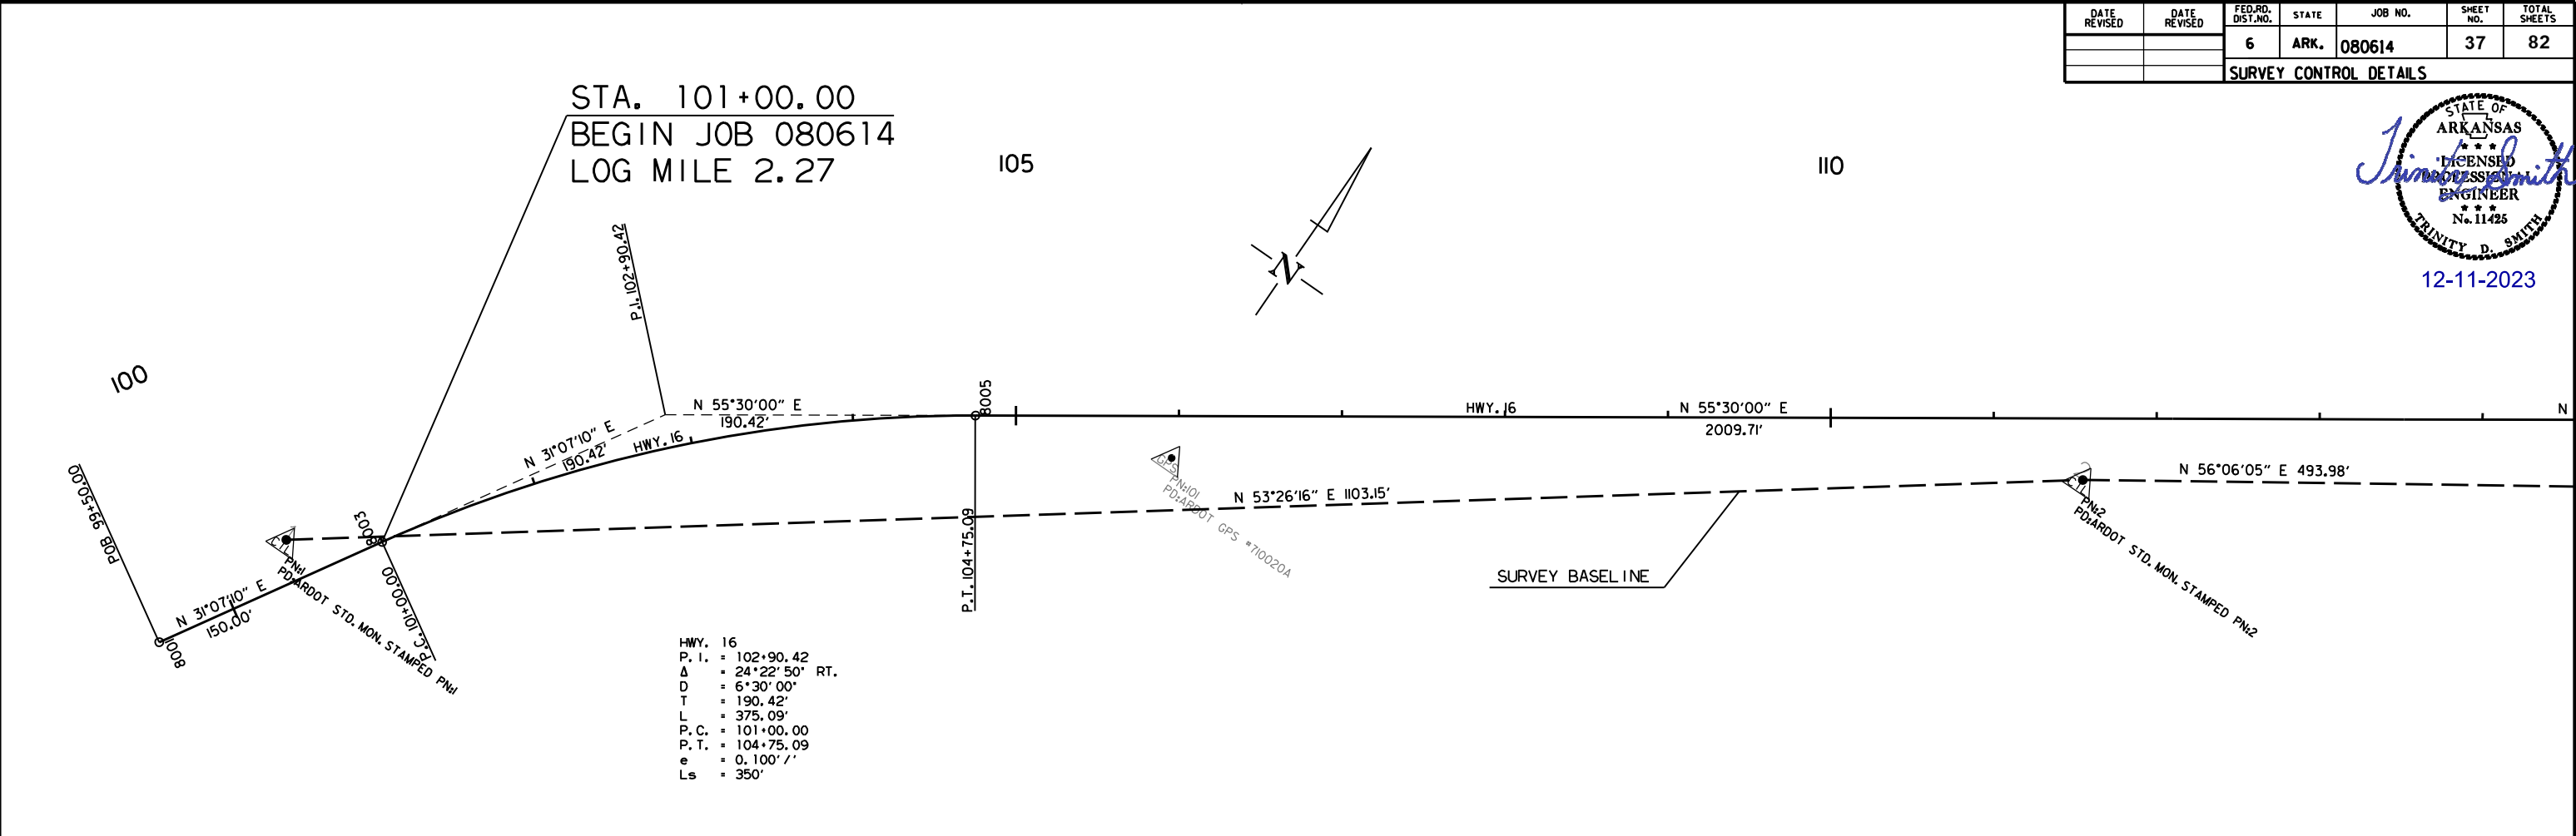 DATE REVISED
DATE REVISED
FED.RD. DIST.NO.
STATE
JOB NO.
SHEET NO.
TOTAL SHEETS
6
ARK.
080614
37
82
SURVEY CONTROL DETAILS
STATE OF
ARKANSAS
★ ★ ★
LICENSED
PROFESSIONAL
ENGINEER
★ ★ ★
No. 11425
TRINITY D. SMITH
Trinity Smith
12-11-2023
STA. 101+00.00
BEGIN JOB 080614
LOG MILE 2.27
100
105
110
N
P.I. 102+90.42
POB 99+50.00
8001
N 31°07'10" E
150.00'
CTL
PN:1
PD:ARDOT STD. MON. STAMPED PN:1
8003
P.C. 101+00.00
N 31°07'10" E
190.42'
HWY. 16
N 55°30'00" E
190.42'
8005
P.T. 104+75.09
GPS
PN:101
PD:ARDOT GPS #710020A
N 53°26'16" E 1103.15'
HWY. 16
N 55°30'00" E
2009.71'
SURVEY BASELINE
CTL
PN:2
PD:ARDOT STD. MON. STAMPED PN:2
N 56°06'05" E 493.98'
N
HWY. 16
P.I. = 102+90.42
Δ = 24°22'50" RT.
D = 6°30'00"
T = 190.42'
L = 375.09'
P.C. = 101+00.00
P.T. = 104+75.09
e = 0.100'/'
Ls = 350'